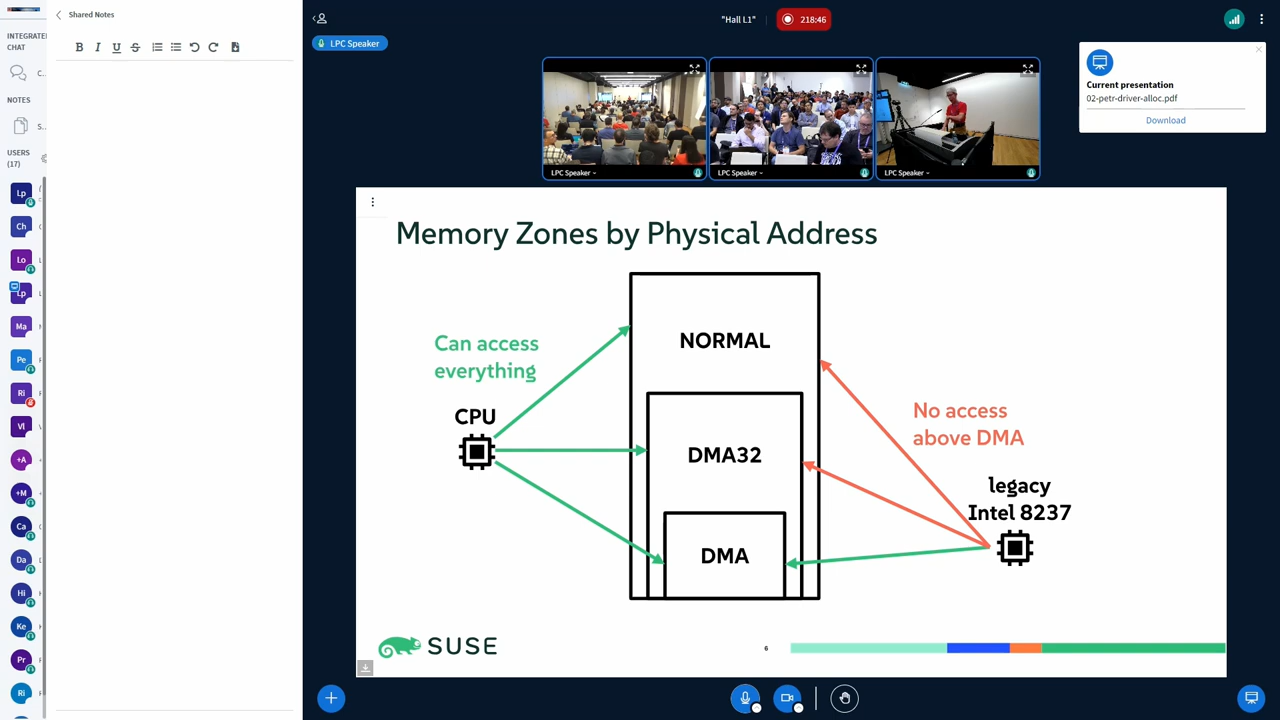 Shared Notes
INTEGRATE
CHAT
C..
NOTES
S..
USERS
(17)
Lp
Ch
Lo
Lp
Ma
Pe
Ri
Vl
+A
+M
Ca
Da
Hi
Ke
Pr
Ri
B I U S
"Hall L1"
218:46
LPC Speaker
LPC Speaker
LPC Speaker
LPC Speaker
Current presentation
02-petr-driver-alloc.pdf
Download
Memory Zones by Physical Address
Can access
everything
CPU
NORMAL
DMA32
DMA
No access
above DMA
legacy
Intel 8237
SUSE
6